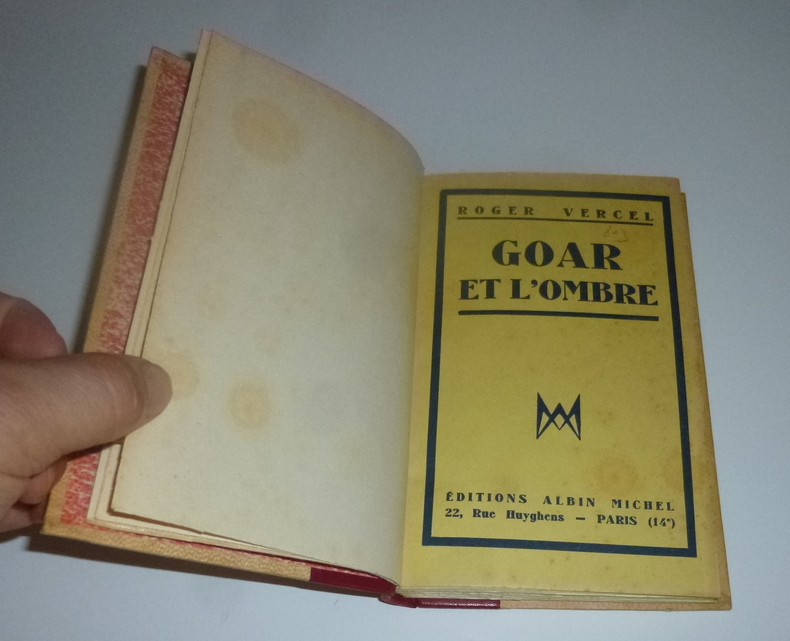 ROGER VERCEL
GOAR
ET L'OMBRE
ÉDITIONS ALBIN MICHEL
22, Rue Huyghens — PARIS (14e)